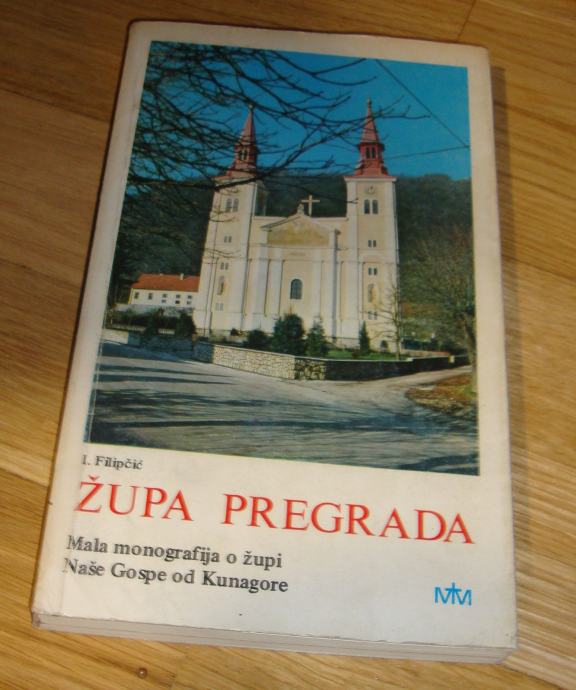 I. Filipčić
ŽUPA PREGRADA
Mala monografija o župi
Naše Gospe od Kunagore